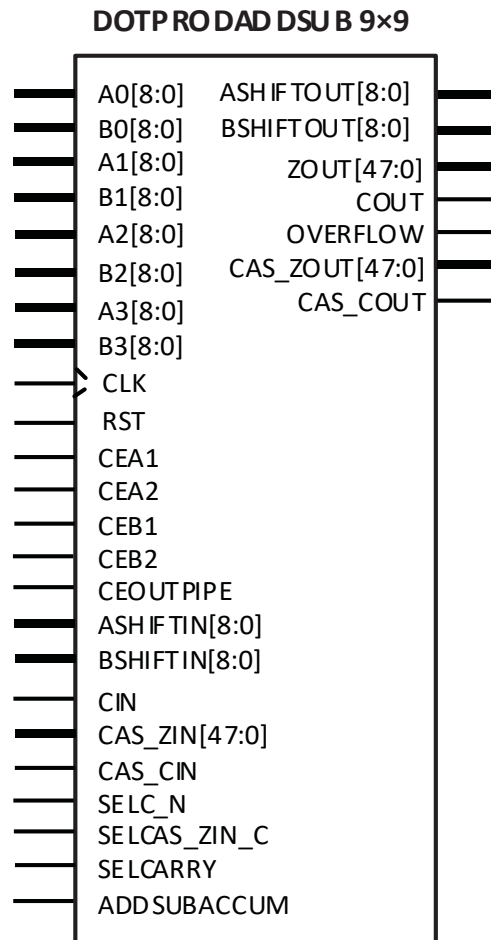 DOTPRODADDSUB 9×9
A0[8:0] ASHIFTOUT[8:0]
B0[8:0] BSHIFTOUT[8:0]
A1[8:0] ZOUT[47:0]
B1[8:0] COUT
A2[8:0] OVERFLOW
B2[8:0] CAS_ZOUT[47:0]
A3[8:0] CAS_COUT
B3[8:0]
CLK
RST
CEA1
CEA2
CEB1
CEB2
CEOUTPIPE
ASHIFTIN[8:0]
BSHIFTIN[8:0]
CIN
CAS_ZIN[47:0]
CAS_CIN
SELC_N
SELCAS_ZIN_C
SELCARRY
ADDSUBACCUM